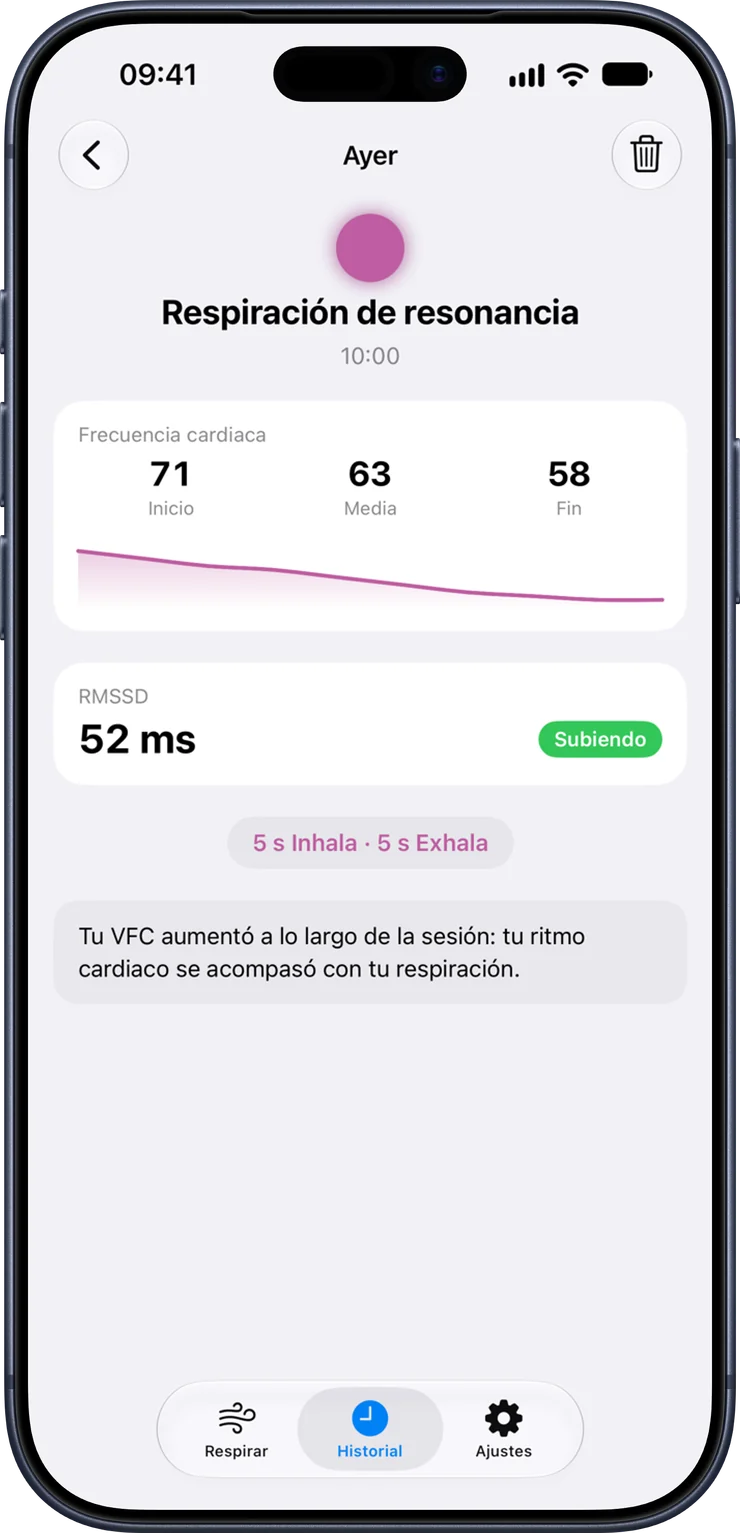 09:41
Ayer
Respiración de resonancia
10:00
Frecuencia cardiaca
71 63 58
Inicio Media Fin
RMSSD
52 ms Subiendo
5 s Inhala · 5 s Exhala
Tu VFC aumentó a lo largo de la sesión: tu ritmo
cardiaco se acompasó con tu respiración.
Respirar Historial Ajustes